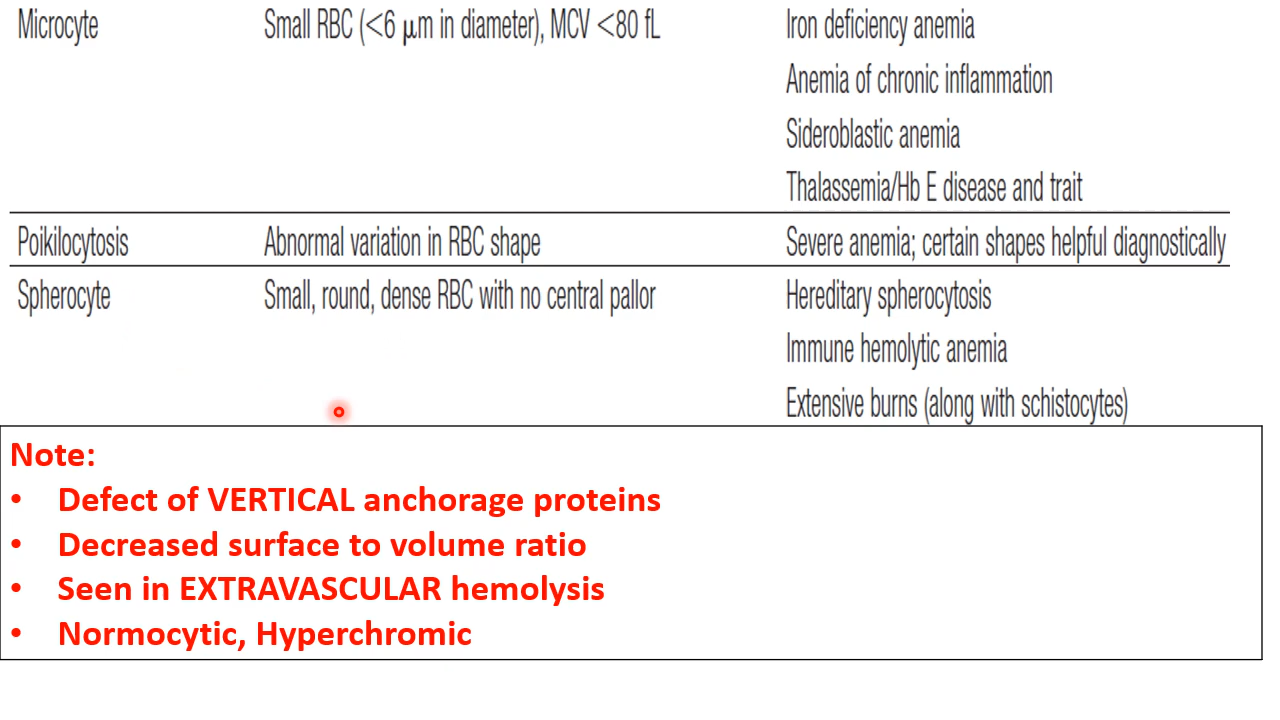 Microcyte Small RBC (<6 μm in diameter), MCV <80 fL Iron deficiency anemia
Anemia of chronic inflammation
Sideroblastic anemia
Thalassemia/Hb E disease and trait
Poikilocytosis Abnormal variation in RBC shape Severe anemia; certain shapes helpful diagnostically
Spherocyte Small, round, dense RBC with no central pallor Hereditary spherocytosis
Immune hemolytic anemia
Extensive burns (along with schistocytes)
Note:
• Defect of VERTICAL anchorage proteins
• Decreased surface to volume ratio
• Seen in EXTRAVASCULAR hemolysis
• Normocytic, Hyperchromic